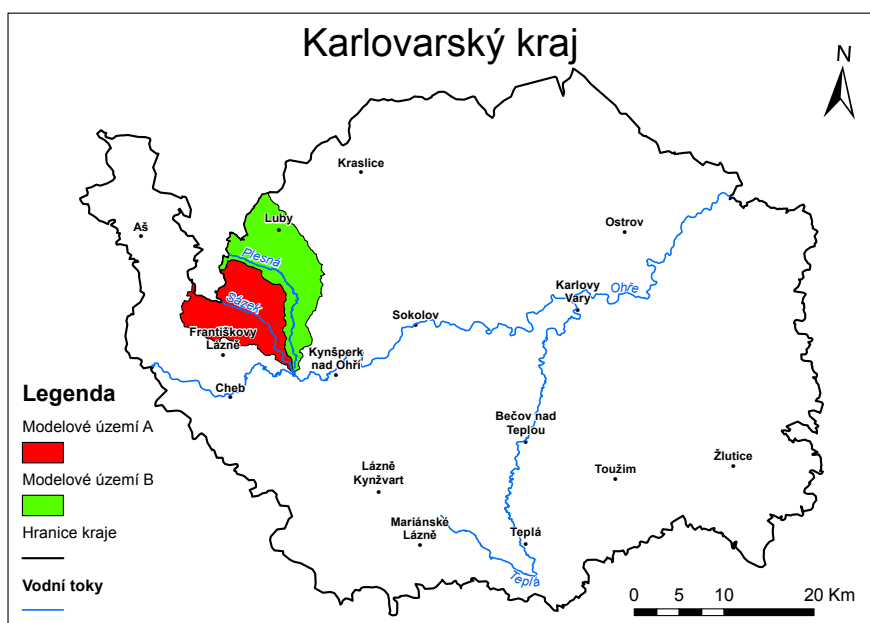 Karlovarský kraj
N
Kraslice
Luby
Aš
Ostrov
Plesná
Karlovy
Vary
Ohře
Sázek
Sokolov
Františkovy
Lázně
Kynšperk
nad Ohří
Cheb
Bečov nad
Teplou
Žlutice
Lázně
Kynžvart
Toužim
Mariánské
Lázně
Teplá
Teplá
Legenda
Modelové území A
Modelové území B
Hranice kraje
Vodní toky
0 5 10 20 Km